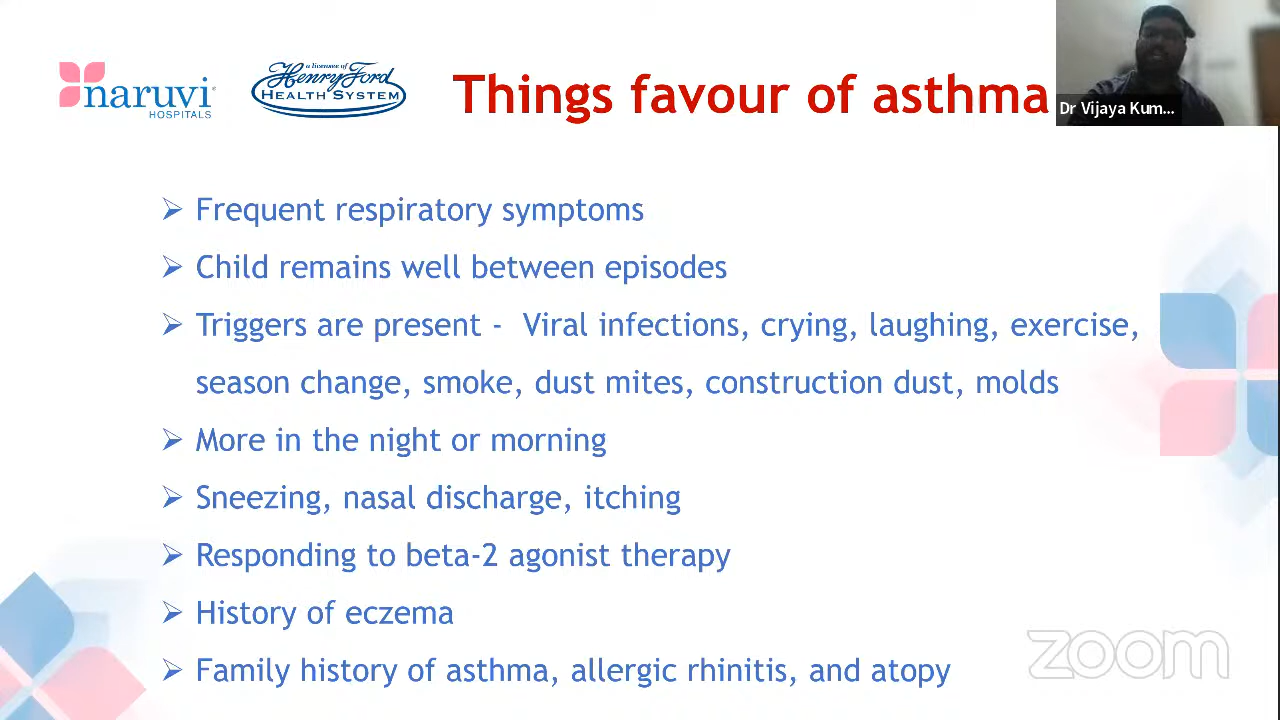 naruvi
HOSPITALS
a licensee of
Henry Ford
HEALTH SYSTEM
Things favour of asthma
Dr Vijaya Kum...
➢ Frequent respiratory symptoms
➢ Child remains well between episodes
➢ Triggers are present - Viral infections, crying, laughing, exercise,
season change, smoke, dust mites, construction dust, molds
➢ More in the night or morning
➢ Sneezing, nasal discharge, itching
➢ Responding to beta-2 agonist therapy
➢ History of eczema
➢ Family history of asthma, allergic rhinitis, and atopy
zoom